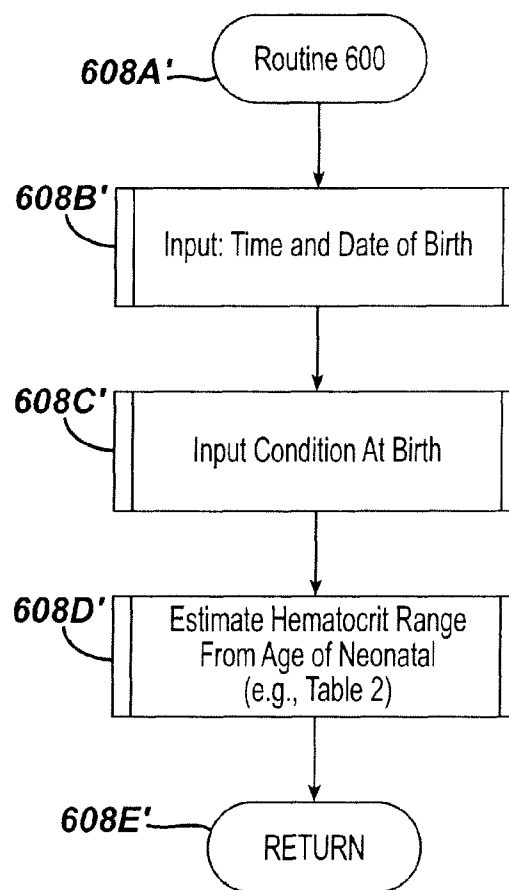 608A'
Routine 600
608B'
Input: Time and Date of Birth
608C'
Input Condition At Birth
608D'
Estimate Hematocrit Range
From Age of Neonatal
(e.g., Table 2)
608E'
RETURN